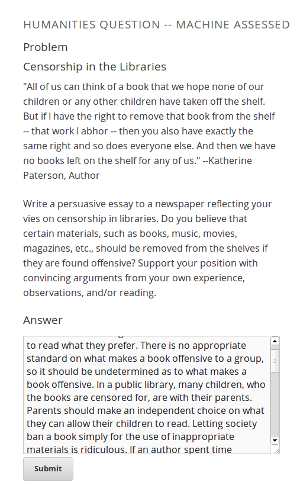 HUMANITIES QUESTION -- MACHINE ASSESSED
Problem
Censorship in the Libraries
"All of us can think of a book that we hope none of our
children or any other children have taken off the shelf.
But if I have the right to remove that book from the shelf
-- that work I abhor -- then you also have exactly the
same right and so does everyone else. And then we have
no books left on the shelf for any of us." --Katherine
Paterson, Author
Write a persuasive essay to a newspaper reflecting your
vies on censorship in libraries. Do you believe that
certain materials, such as books, music, movies,
magazines, etc., should be removed from the shelves if
they are found offensive? Support your position with
convincing arguments from your own experience,
observations, and/or reading.
Answer
to read what they prefer. There is no appropriate
standard on what makes a book offensive to a group,
so it should be undetermined as to what makes a
book offensive. In a public library, many children, who
the books are censored for, are with their parents.
Parents should make an independent choice on what
they can allow their children to read. Letting society
ban a book simply for the use of inappropriate
materials is ridiculous. If an author spent time
Submit